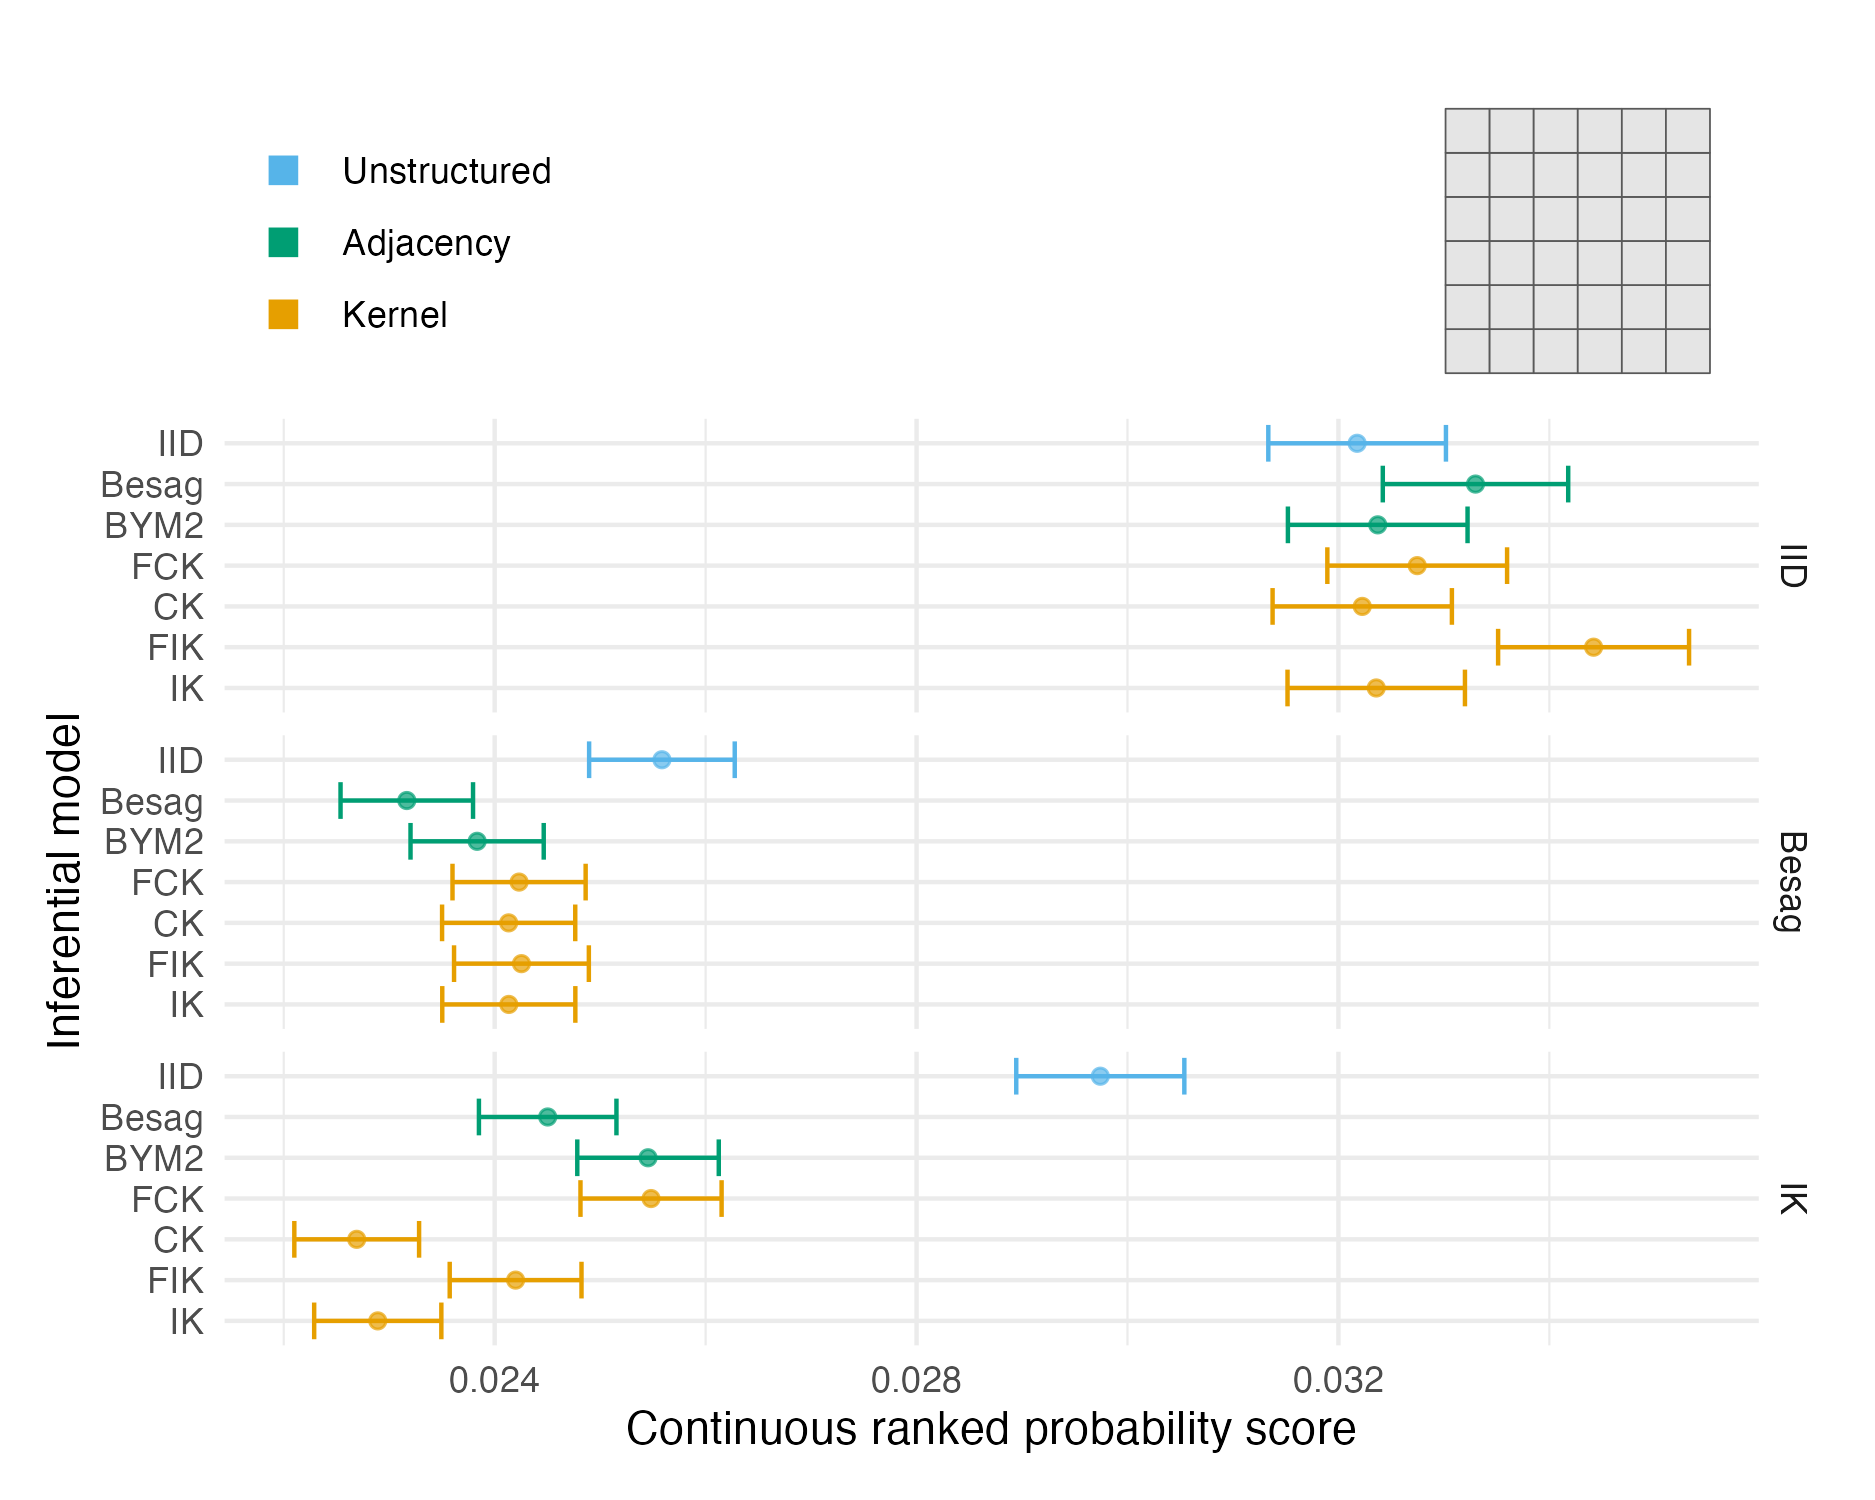 Unstructured
Adjacency
Kernel
IID
Besag
BYM2
FCK
CK
FIK
IK
IID
IID
Besag
BYM2
FCK
CK
FIK
IK
Besag
IID
Besag
BYM2
FCK
CK
FIK
IK
IK
Inferential model
0.024 0.028 0.032
Continuous ranked probability score